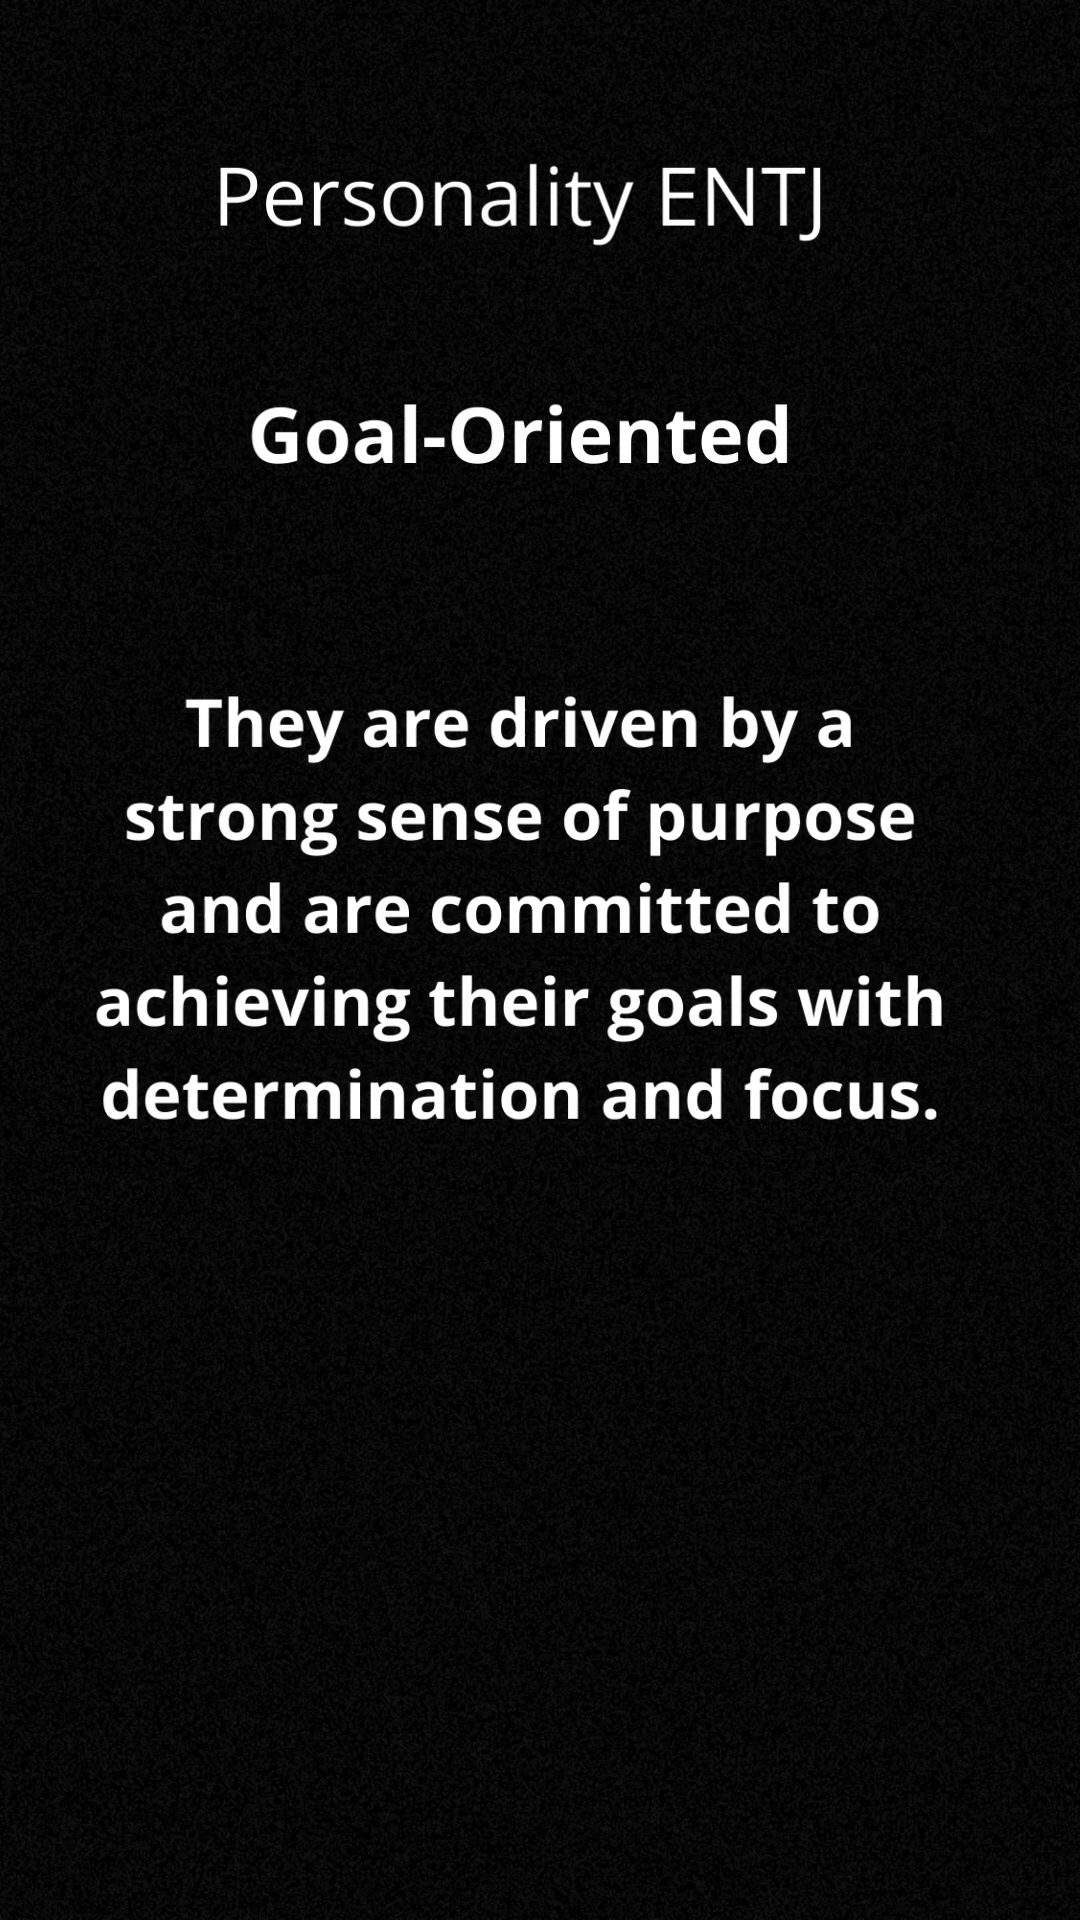 Personality ENTJ
Goal-Oriented
They are driven by a
strong sense of purpose
and are committed to
achieving their goals with
determination and focus.